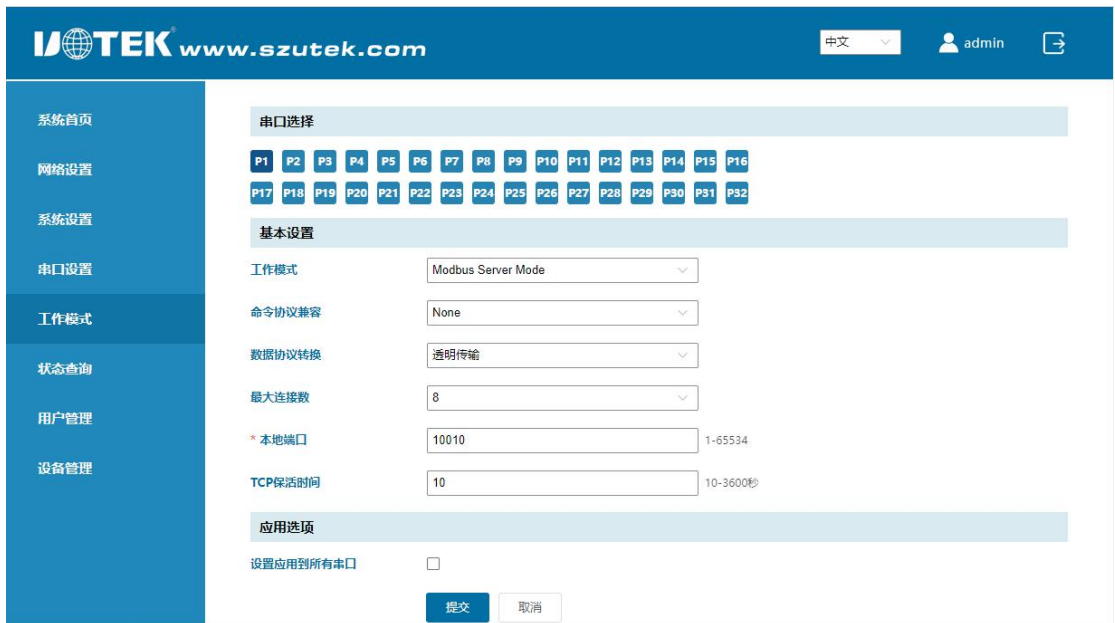 UOTEK® www.szutek.com 中文 admin
系统首页
网络设置
系统设置
串口设置
工作模式
状态查询
用户管理
设备管理
串口选择
P1 P2 P3 P4 P5 P6 P7 P8 P9 P10 P11 P12 P13 P14 P15 P16
P17 P18 P19 P20 P21 P22 P23 P24 P25 P26 P27 P28 P29 P30 P31 P32
基本设置
工作模式 Modbus Server Mode
命令协议兼容 None
数据协议转换 透明传输
最大连接数 8
* 本地端口 10010 1-65534
TCP保活时间 10 10-3600秒
应用选项
设置应用到所有串口
提交 取消